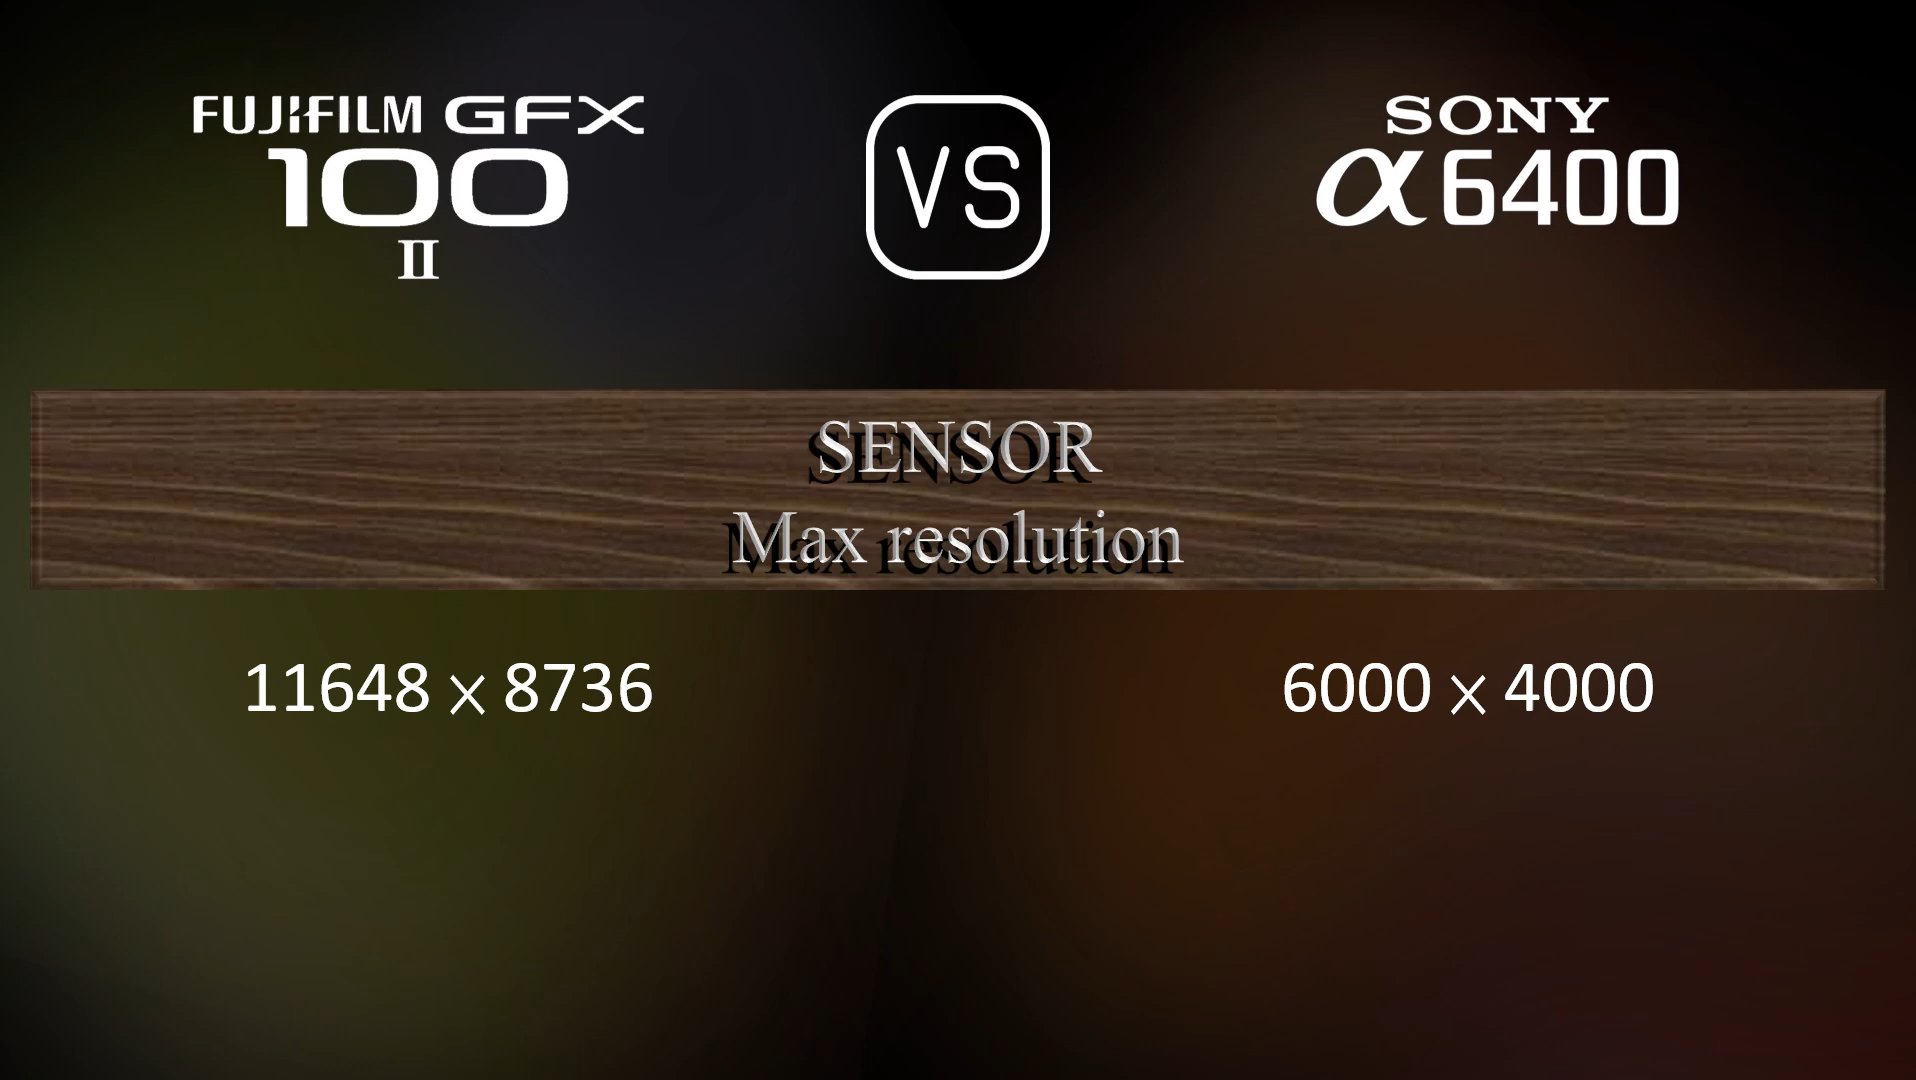 FUJIFILM GFX
100
II
VS
SONY
α6400
SENSOR
Max resolution
11648 x 8736
6000 x 4000